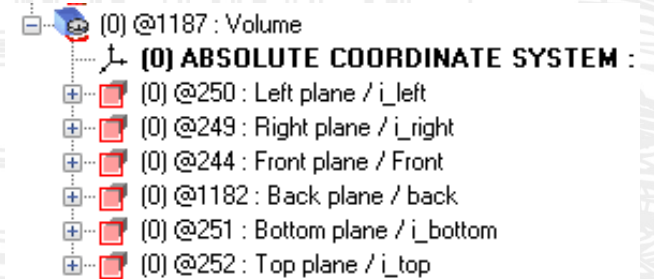 (0) @1187 : Volume
(0) ABSOLUTE COORDINATE SYSTEM :
(0) @250 : Left plane / i_left
(0) @249 : Right plane / i_right
(0) @244 : Front plane / Front
(0) @1182 : Back plane / back
(0) @251 : Bottom plane / i_bottom
(0) @252 : Top plane / i_top